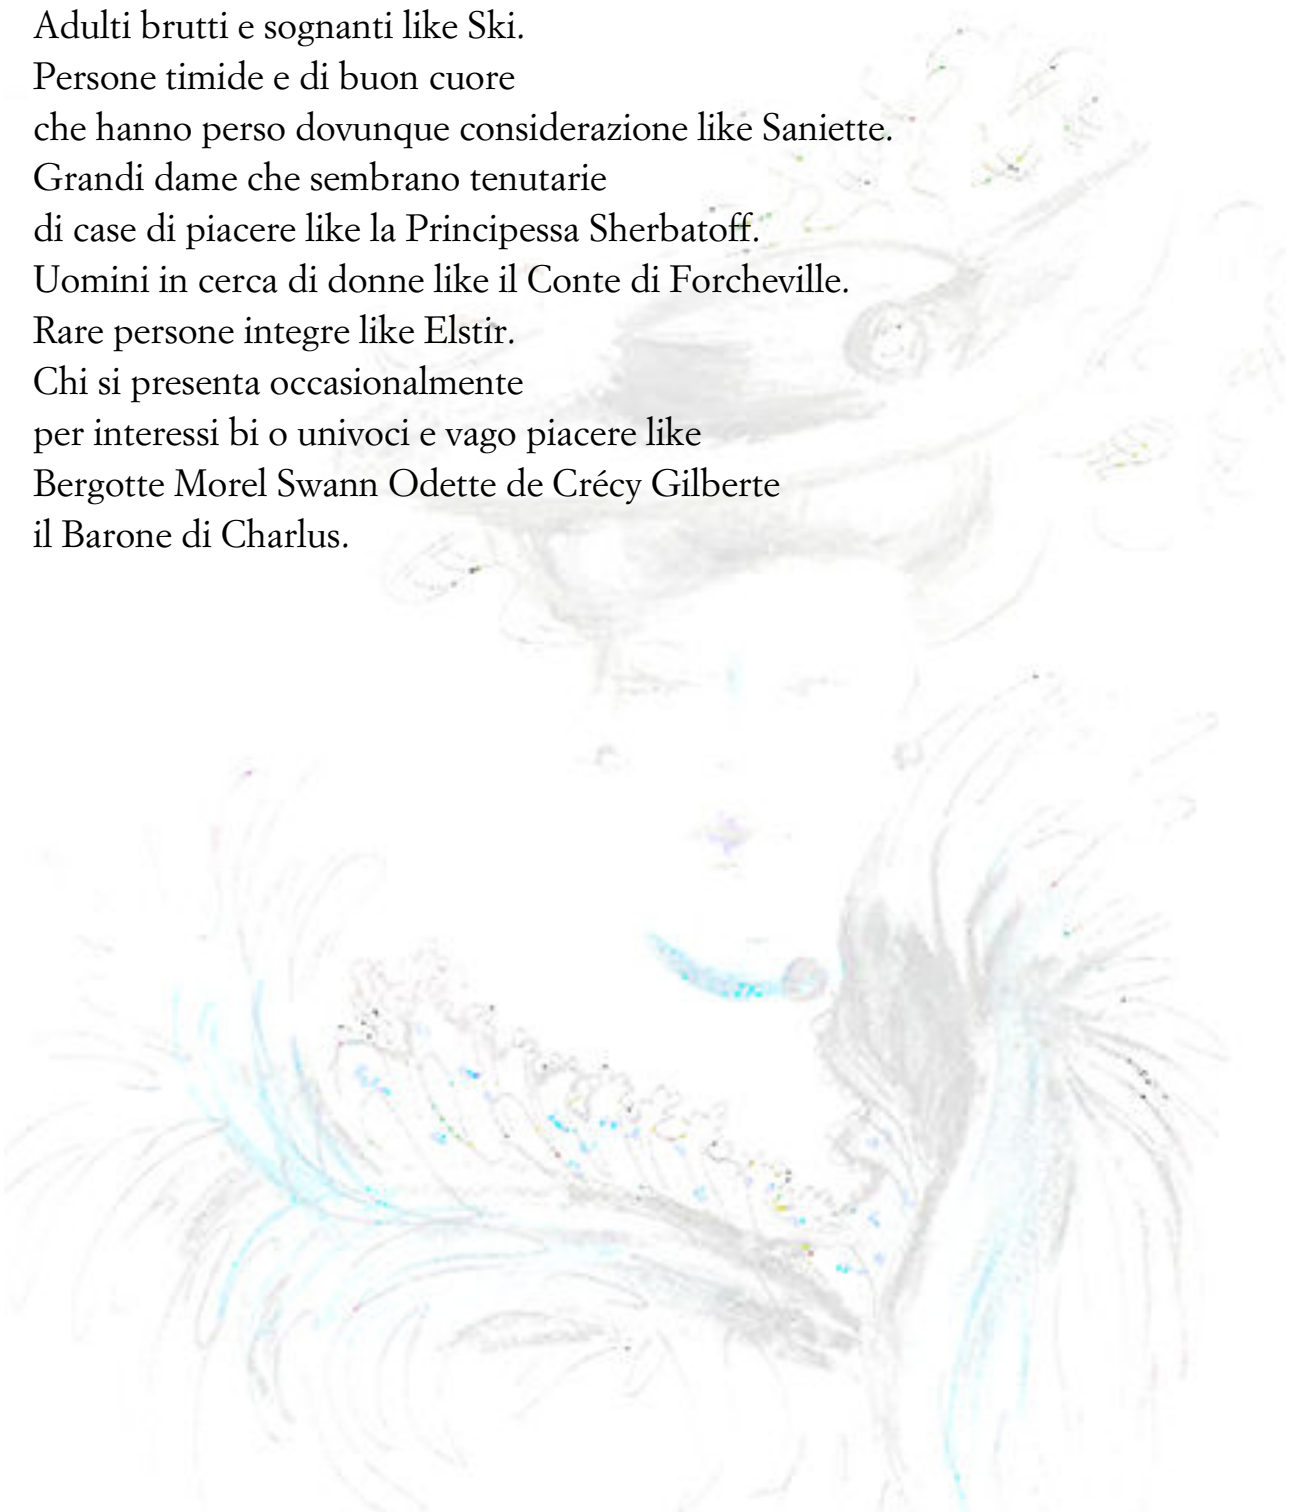 Adulti brutti e sognanti like Ski.
Persone timide e di buon cuore
che hanno perso dovunque considerazione like Saniette.
Grandi dame che sembrano tenutarie
di case di piacere like la Principessa Sherbatoff.
Uomini in cerca di donne like il Conte di Forcheville.
Rare persone integre like Elstir.
Chi si presenta occasionalmente
per interessi bi o univoci e vago piacere like
Bergotte Morel Swann Odette de Crécy Gilberte
il Barone di Charlus.